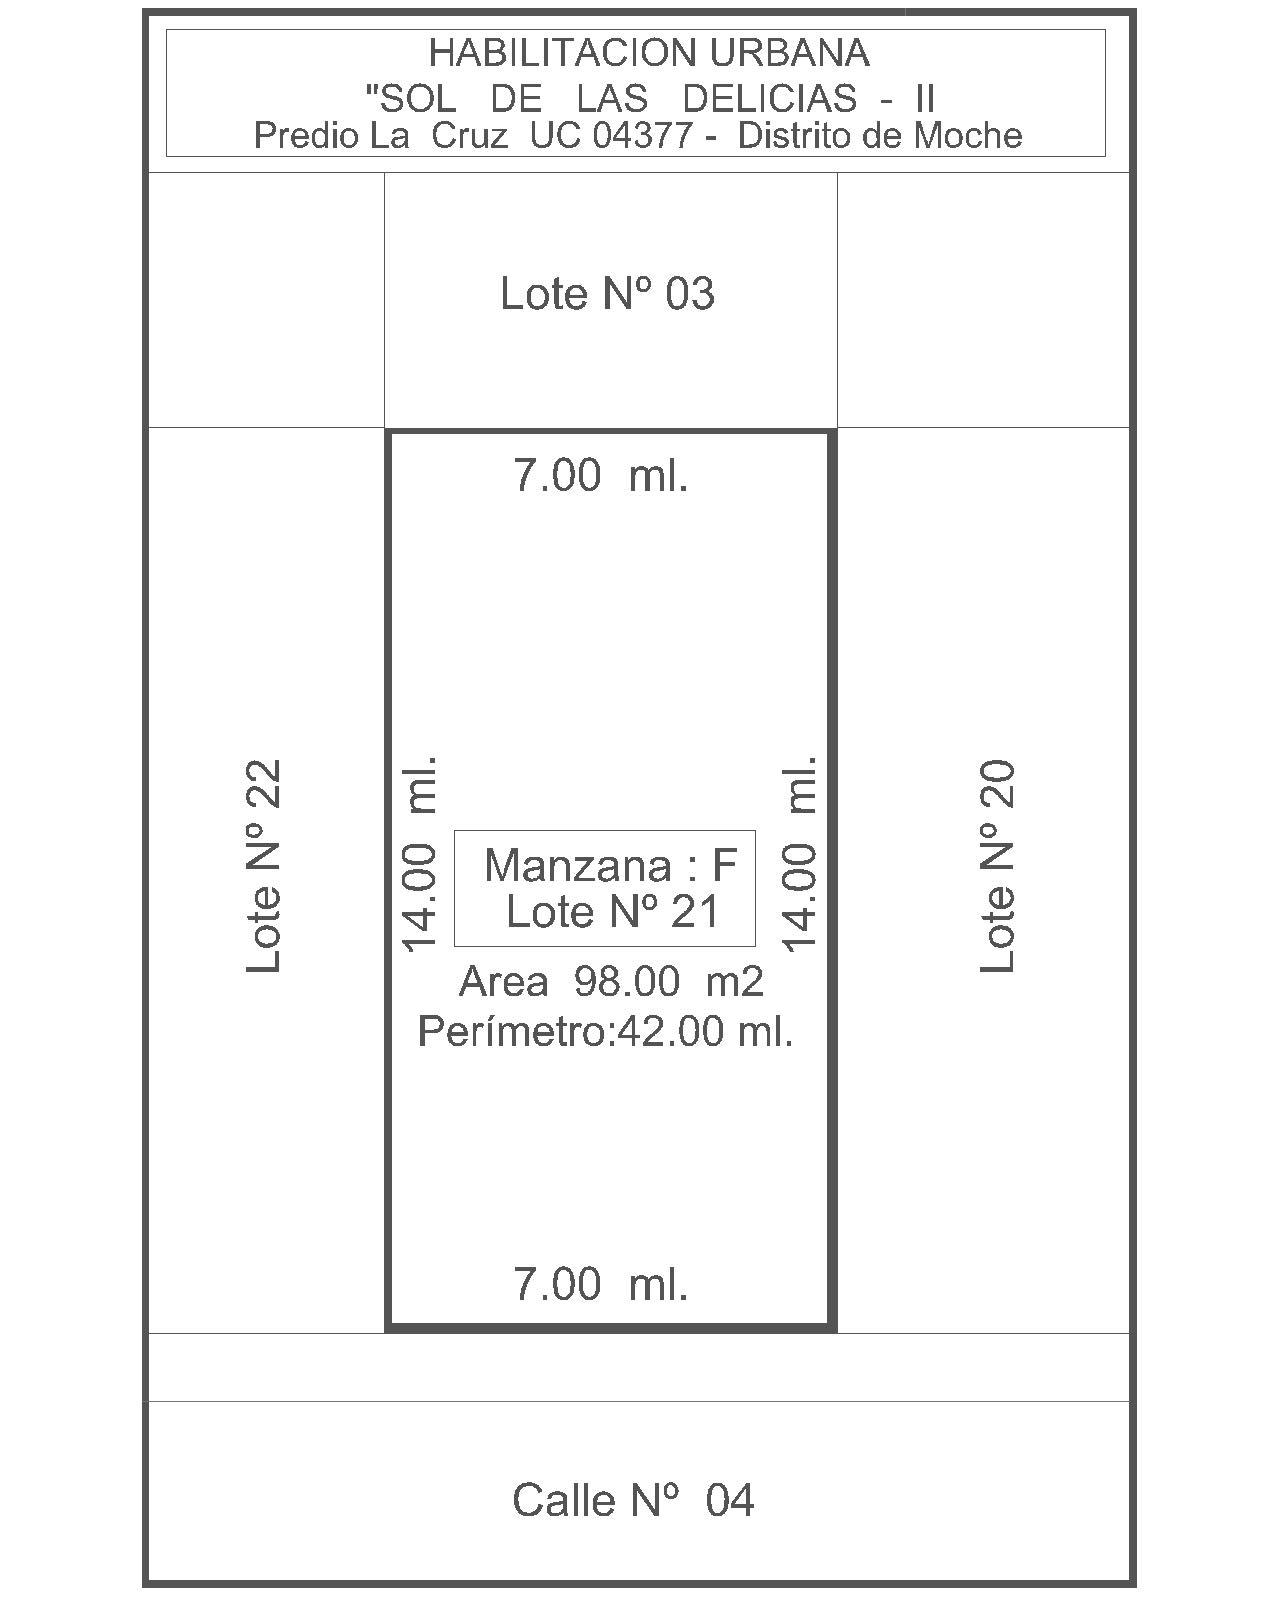 HABILITACION URBANA
"SOL DE LAS DELICIAS - II
Predio La Cruz UC 04377 - Distrito de Moche
Lote Nº 03
7.00 ml.
Lote Nº 22
14.00 ml.
14.00 ml.
Lote Nº 20
Manzana : F
Lote Nº 21
Area 98.00 m2
Perímetro:42.00 ml.
7.00 ml.
Calle Nº 04